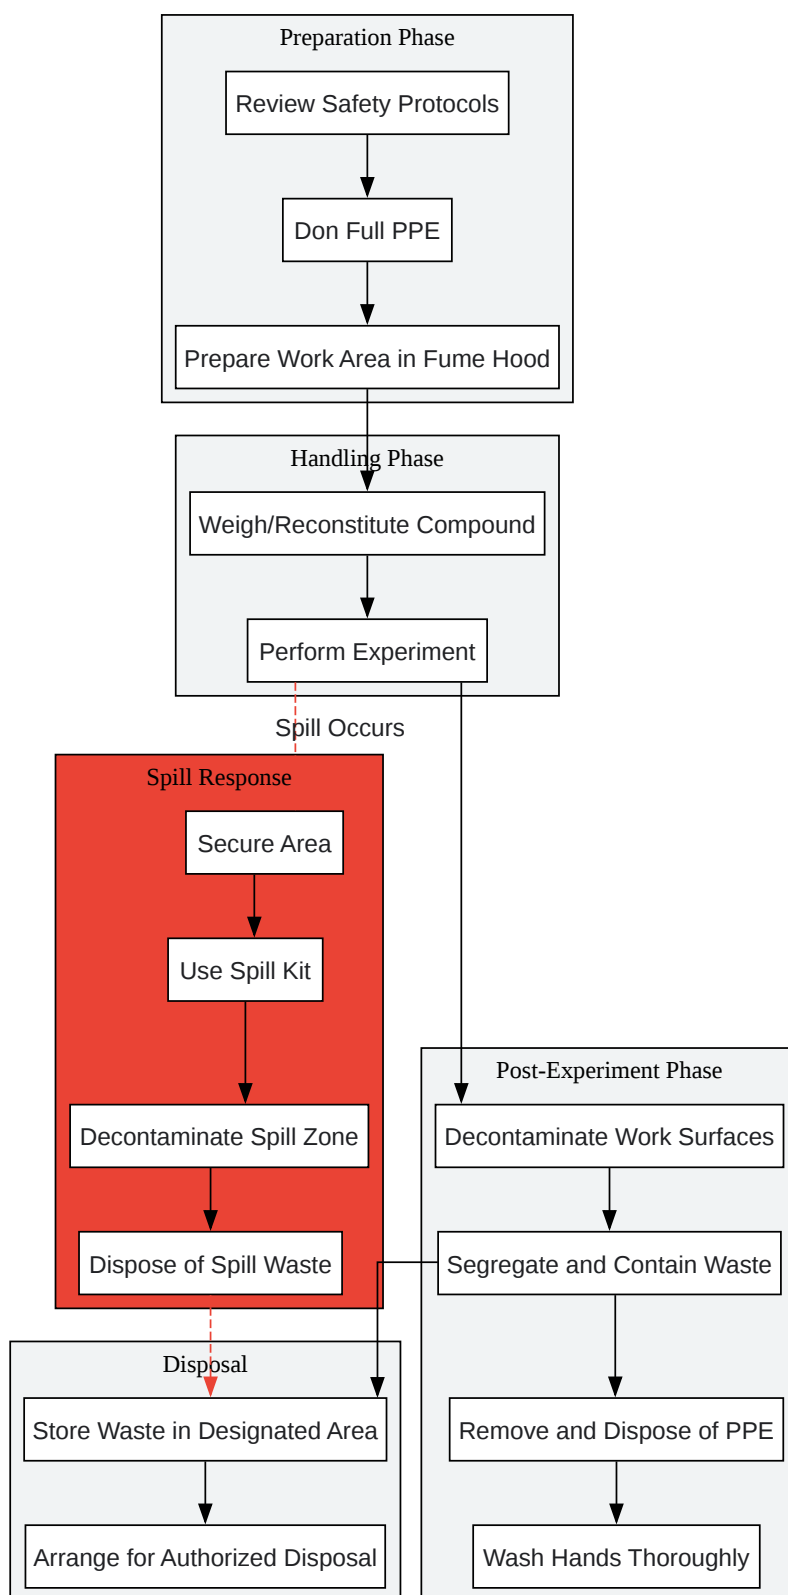 Preparation Phase
Review Safety Protocols
Don Full PPE
Prepare Work Area in Fume Hood
Handling Phase
Weigh/Reconstitute Compound
Perform Experiment
Spill Occurs
Spill Response
Secure Area
Use Spill Kit
Decontaminate Spill Zone
Dispose of Spill Waste
Post-Experiment Phase
Decontaminate Work Surfaces
Segregate and Contain Waste
Remove and Dispose of PPE
Wash Hands Thoroughly
Disposal
Store Waste in Designated Area
Arrange for Authorized Disposal